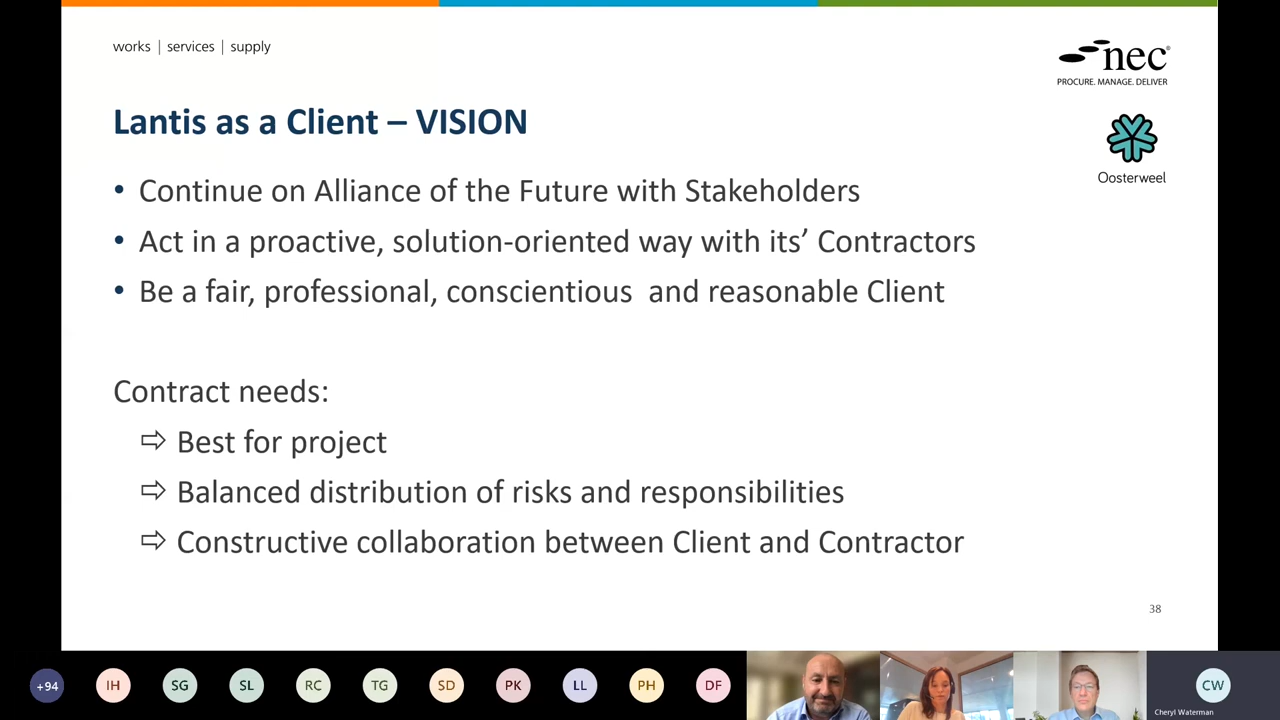 works | services | supply
nec®
PROCURE. MANAGE. DELIVER
Lantis as a Client – VISION
Oosterweel
• Continue on Alliance of the Future with Stakeholders
• Act in a proactive, solution-oriented way with its’ Contractors
• Be a fair, professional, conscientious  and reasonable Client
Contract needs:
⇨ Best for project
⇨ Balanced distribution of risks and responsibilities
⇨ Constructive collaboration between Client and Contractor
38
+94 IH SG SL RC TG SD PK LL PH DF CW
Cheryl Waterman